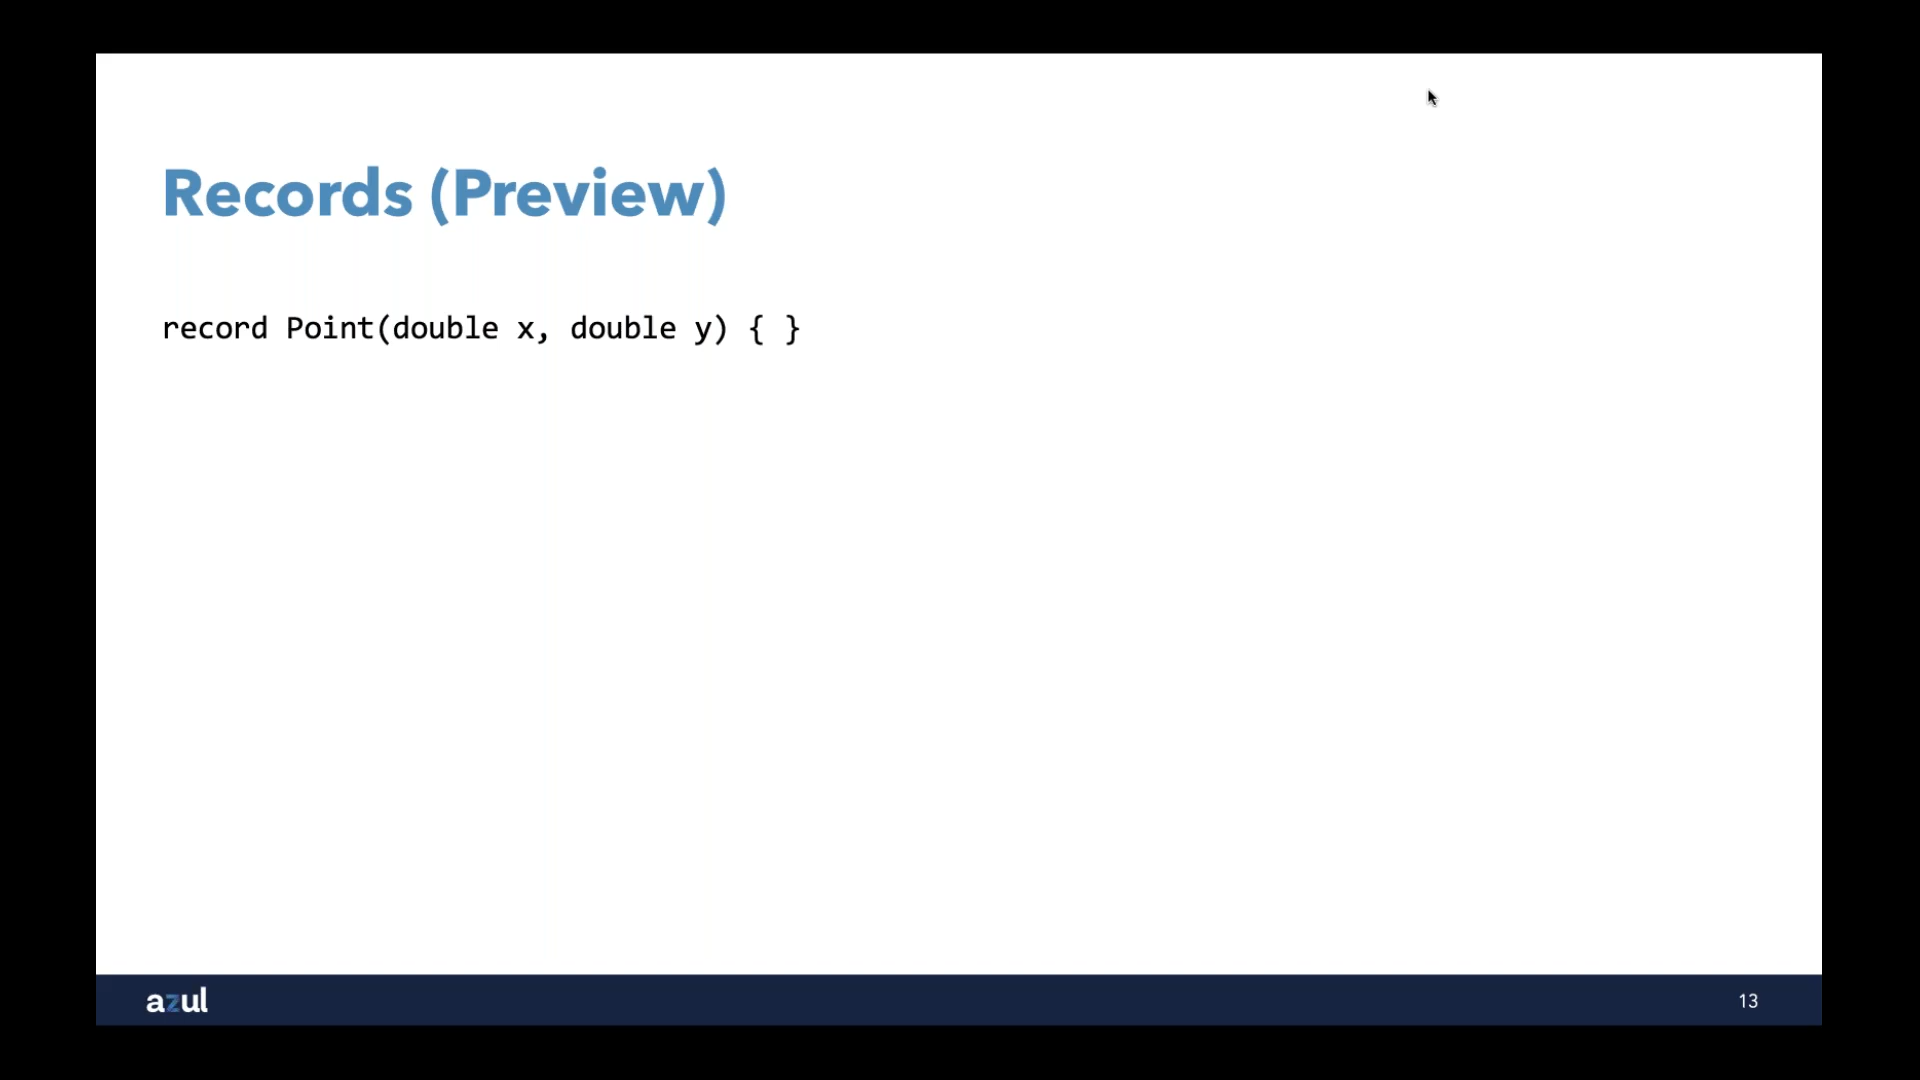 Records (Preview)
record Point(double x, double y) { }
azul
13